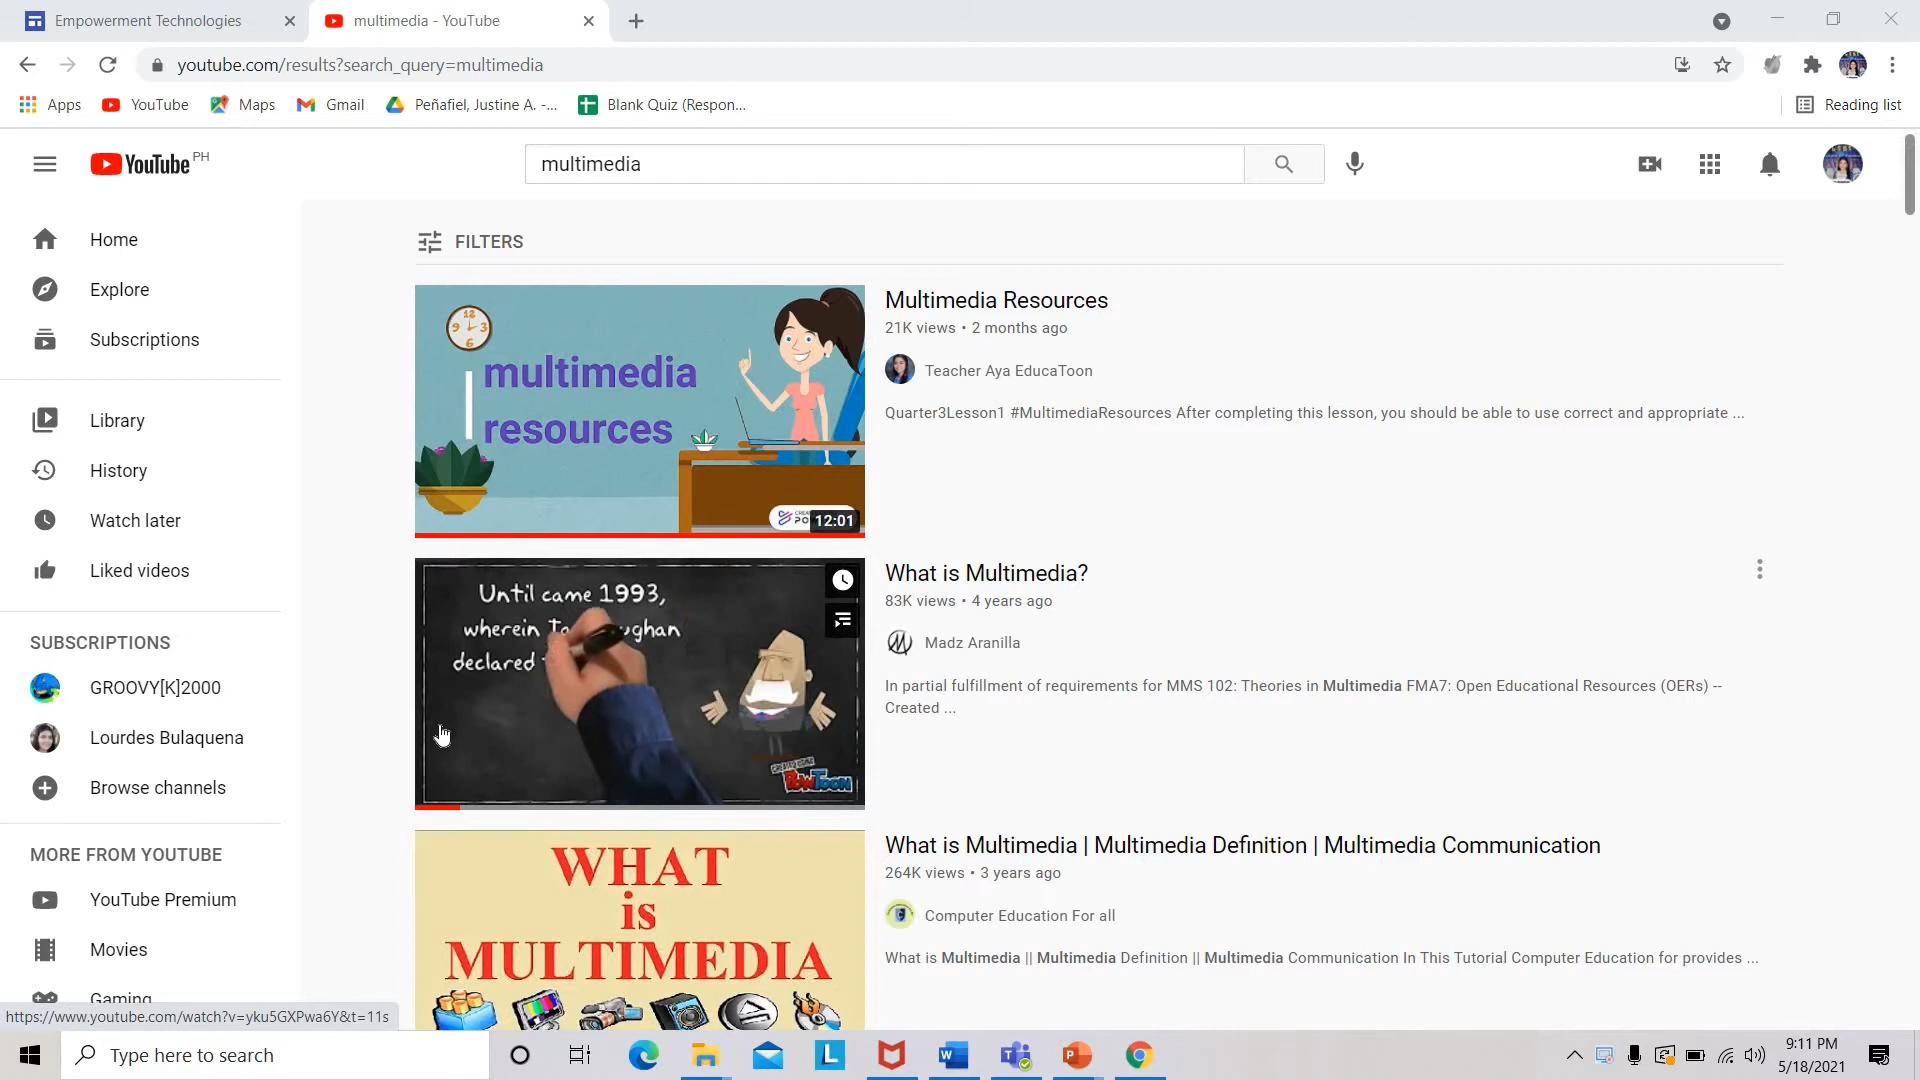 Empowerment Technologies
multimedia - YouTube
youtube.com/results?search_query=multimedia
Apps
YouTube
Maps
Gmail
Peñafiel, Justine A. -...
Blank Quiz (Respon...
Reading list
YouTube PH
multimedia
Home
Explore
Subscriptions
Library
History
Watch later
Liked videos
SUBSCRIPTIONS
GROOVY[K]2000
Lourdes Bulaquena
Browse channels
MORE FROM YOUTUBE
YouTube Premium
Movies
Gaming
FILTERS
12
9
3
6
multimedia
resources
12:01
Multimedia Resources
21K views • 2 months ago
Teacher Aya EducaToon
Quarter3Lesson1 #MultimediaResources After completing this lesson, you should be able to use correct and appropriate ...
Until came 1993,
wherein
declared
CREATED USING
POWTOON
What is Multimedia?
83K views • 4 years ago
Madz Aranilla
In partial fulfillment of requirements for MMS 102: Theories in Multimedia FMA7: Open Educational Resources (OERs) --
Created ...
WHAT
is
MULTIMEDIA
What is Multimedia | Multimedia Definition | Multimedia Communication
264K views • 3 years ago
Computer Education For all
What is Multimedia || Multimedia Definition || Multimedia Communication In This Tutorial Computer Education for provides ...
https://www.youtube.com/watch?v=yku5GXPwa6Y&t=11s
Type here to search
9:11 PM
5/18/2021